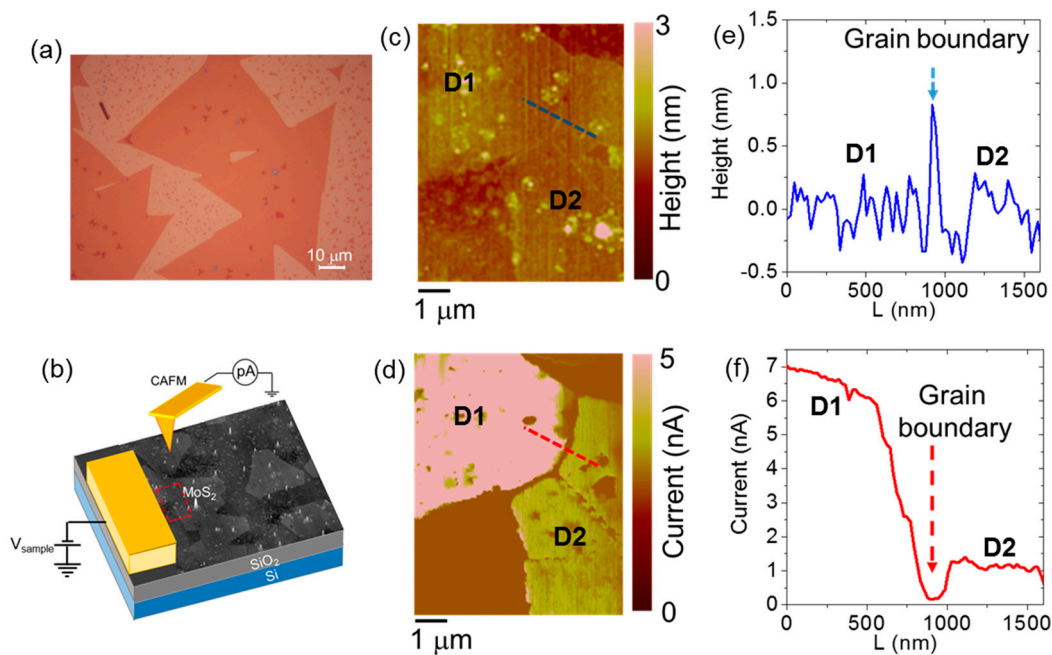 (a)
10 μm
(b)
CAFM
pA
MoS2
Vsample
SiO2
Si
(c)
D1
D2
1 μm
3
Height (nm)
0
(d)
D1
D2
1 μm
5
Current (nA)
0
(e)
1.5
1.0
0.5
0.0
-0.5
Height (nm)
Grain boundary
D1
D2
0 500 1000 1500
L (nm)
(f)
7
6
5
4
3
2
1
0
Current (nA)
D1
Grain
boundary
D2
0 500 1000 1500
L (nm)